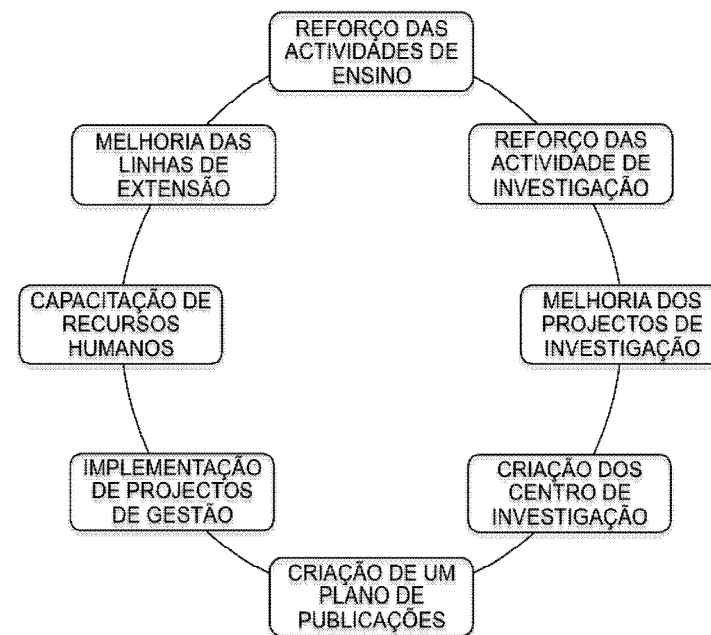 REFORÇO DAS
ACTIVIDADES DE
ENSINO
REFORÇO DAS
ACTIVIDADE DE
INVESTIGAÇÃO
MELHORIA DOS
PROJECTOS DE
INVESTIGAÇÃO
CRIAÇÃO DOS
CENTRO DE
INVESTIGAÇÃO
CRIAÇÃO DE UM
PLANO DE
PUBLICAÇÕES
IMPLEMENTAÇÃO
DE PROJECTOS
DE GESTÃO
CAPACITAÇÃO DE
RECURSOS
HUMANOS
MELHORIA DAS
LINHAS DE
EXTENSÃO